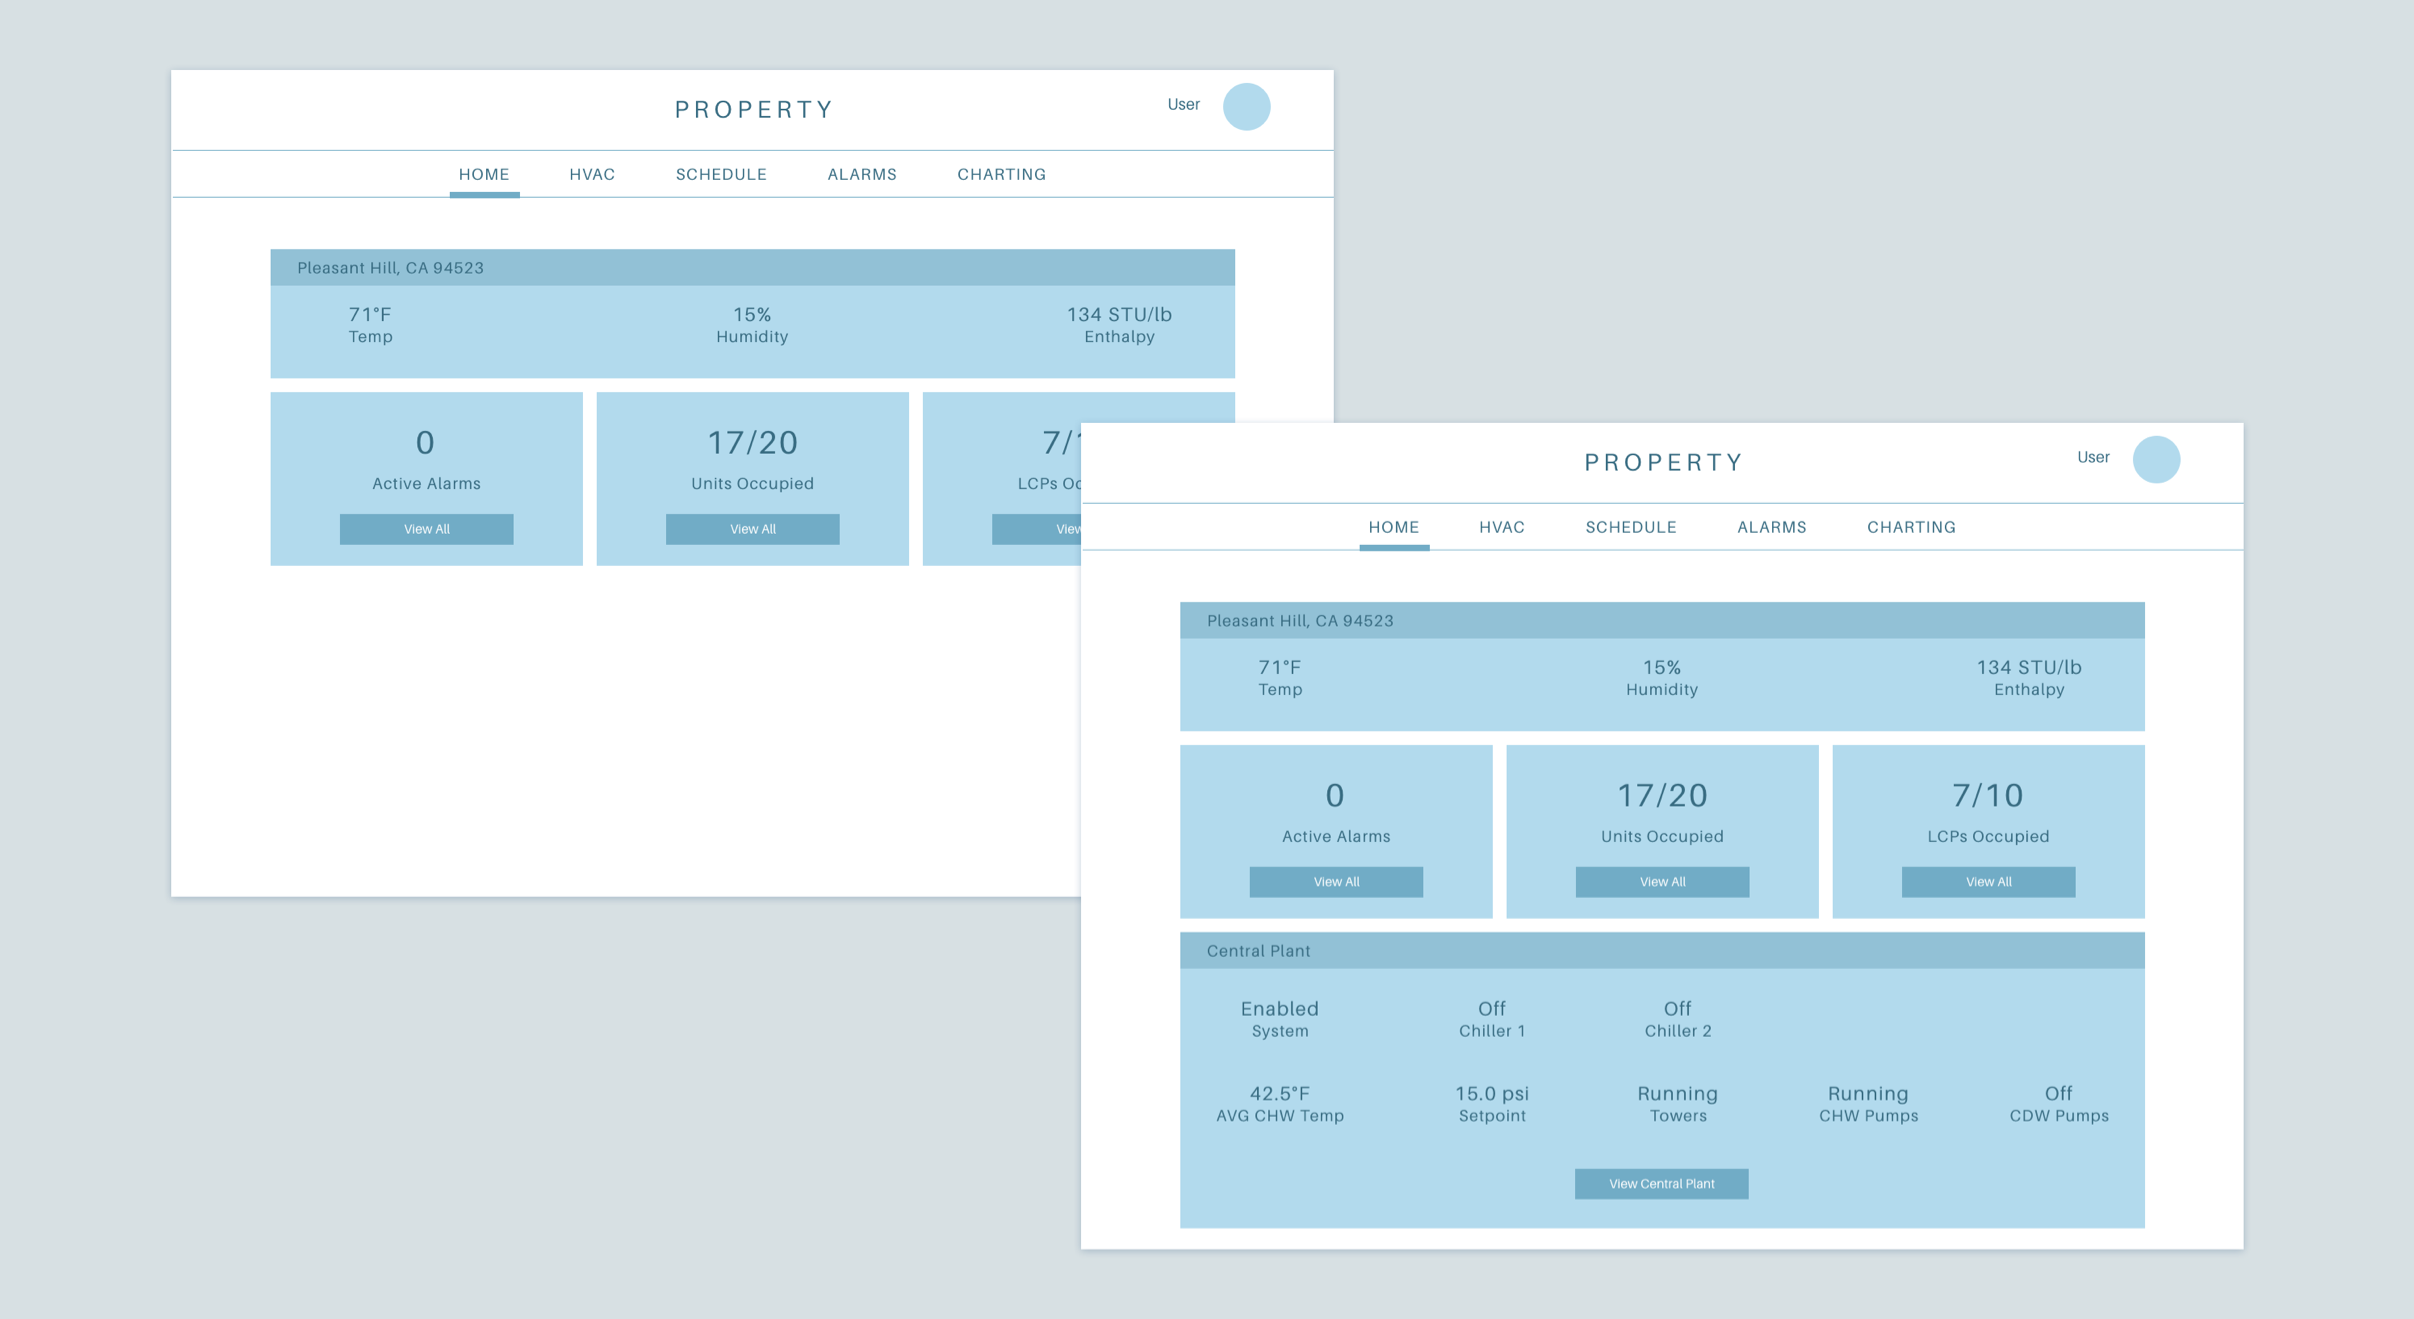 PROPERTY
User
HOME HVAC SCHEDULE ALARMS CHARTING
Pleasant Hill, CA 94523
71°F 15% 134 STU/lb
Temp Humidity Enthalpy
0 17/20 7/
Active Alarms Units Occupied LCPs
View All View All
PROPERTY
User
HOME HVAC SCHEDULE ALARMS CHARTING
Pleasant Hill, CA 94523
71°F 15% 134 STU/lb
Temp Humidity Enthalpy
0 17/20 7/10
Active Alarms Units Occupied LCPs Occupied
View All View All View All
Central Plant
Enabled Off Off
System Chiller 1 Chiller 2
42.5°F 15.0 psi Running Running Off
AVG CHW Temp Setpoint Towers CHW Pumps CDW Pumps
View Central Plant